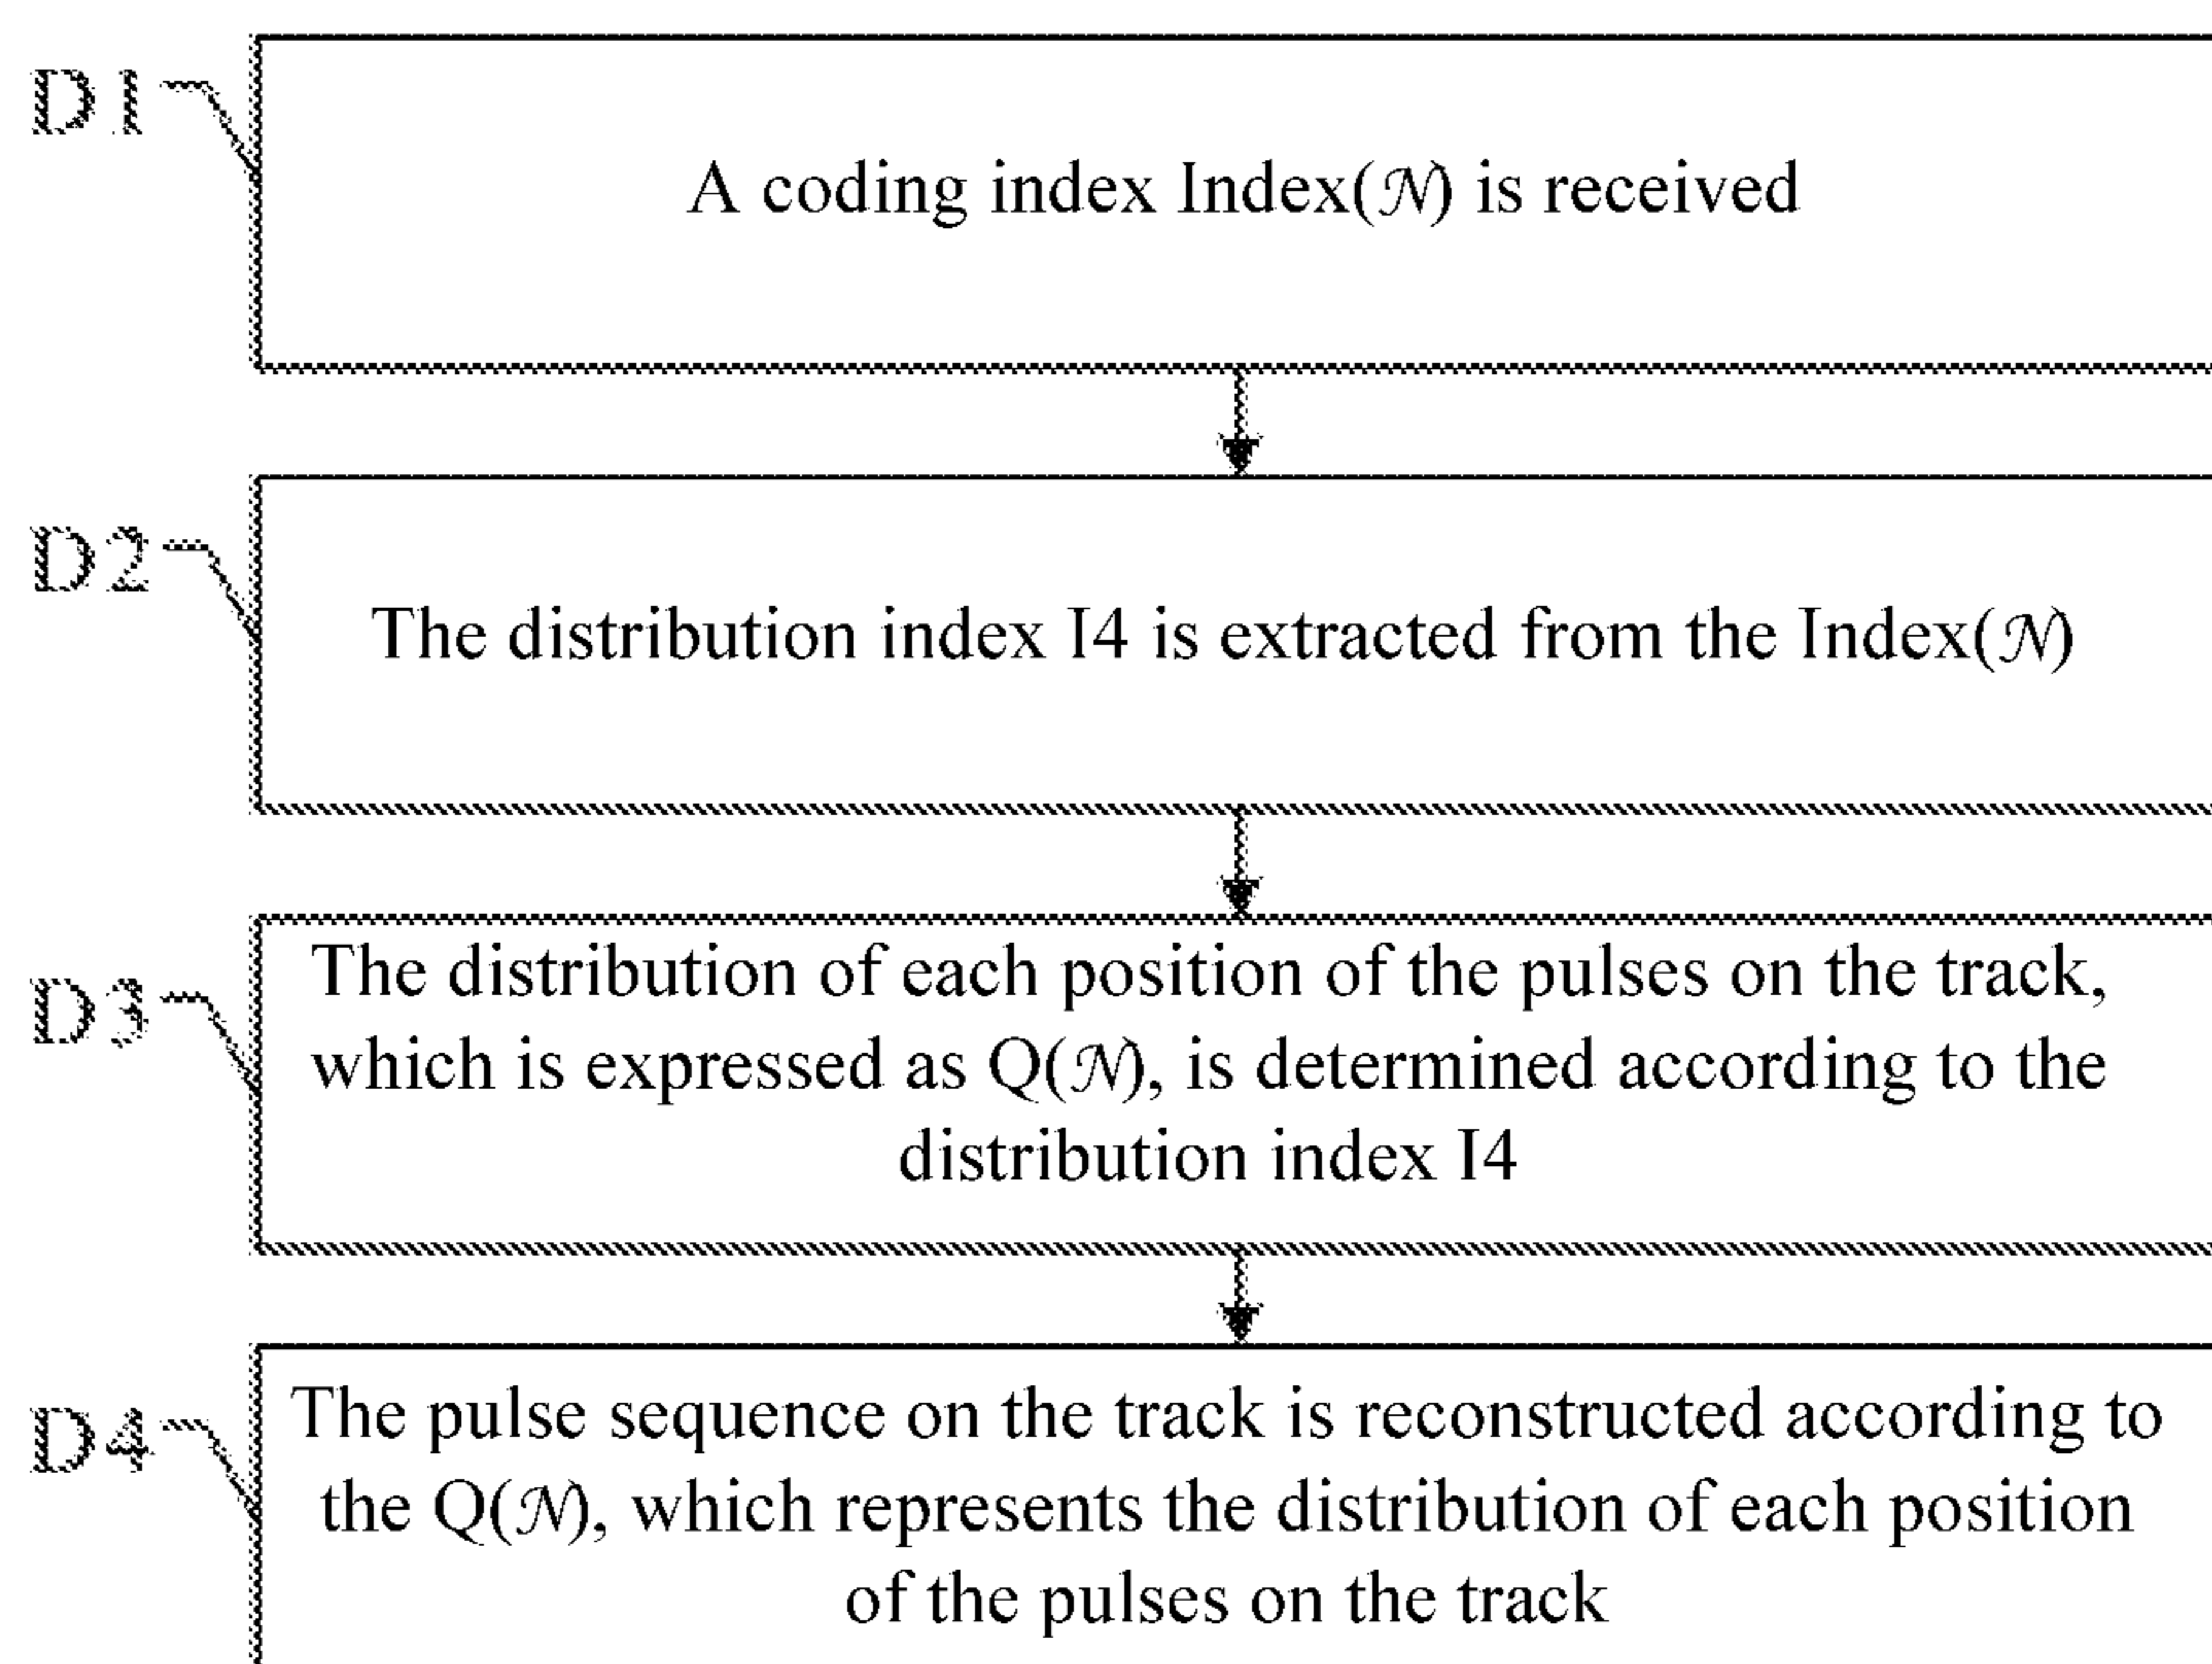 D1
A coding index Index(𝒩) is received
D2
The distribution index I4 is extracted from the Index(𝒩)
D3
The distribution of each position of the pulses on the track,
which is expressed as Q(𝒩), is determined according to the
distribution index I4
D4
The pulse sequence on the track is reconstructed according to
the Q(𝒩), which represents the distribution of each position
of the pulses on the track